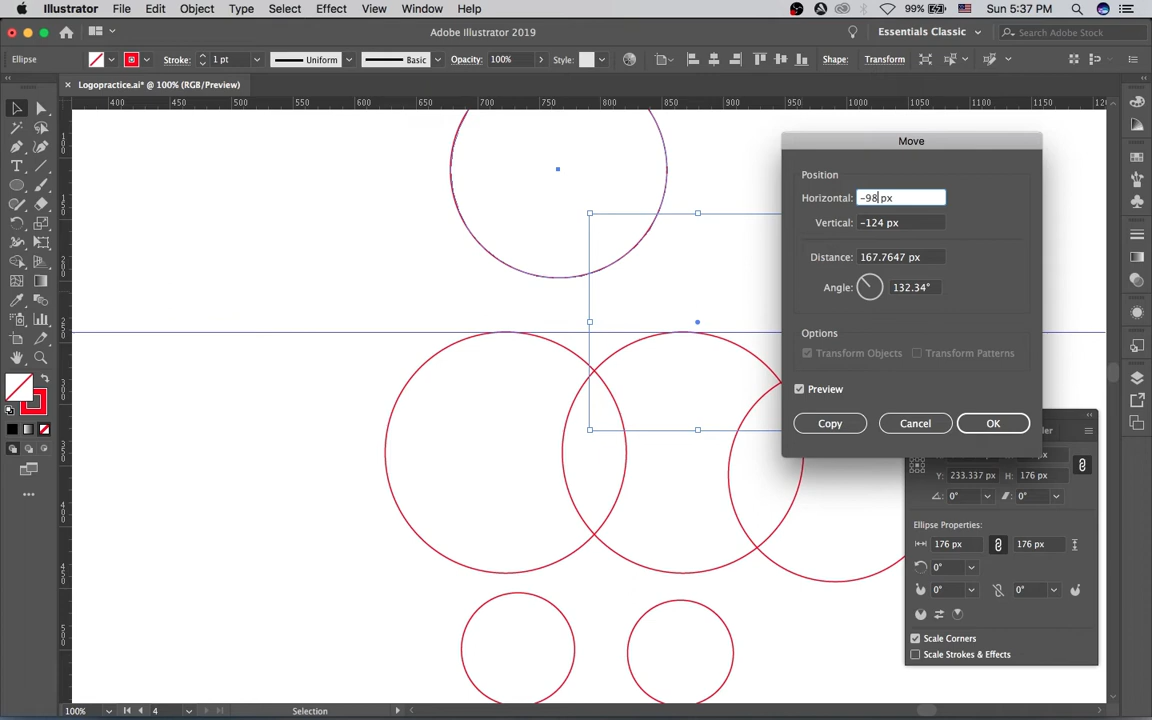 Illustrator File Edit Object Type Select Effect View Window Help 99% Sun 5:37 PM
Adobe Illustrator 2019 Essentials Classic Search Adobe Stock
Ellipse Stroke: 1 pt Uniform Basic Opacity: 100% Style: Shape: Transform
× Logopractice.ai* @ 100% (RGB/Preview)
400 450 500 550 600 650 700 750 800 850 900 950 1000 1050 1100 1150
Move
Position
Horizontal: -98 px
Vertical: -124 px
Distance: 167.7647 px
Angle: 132.34°
Options
Transform Objects Transform Patterns
Preview
Copy Cancel OK
Y: 233.337 px H: 176 px
0° 0°
Ellipse Properties:
176 px 176 px
0°
0° 0°
Scale Corners
Scale Strokes & Effects
100% 4 Selection